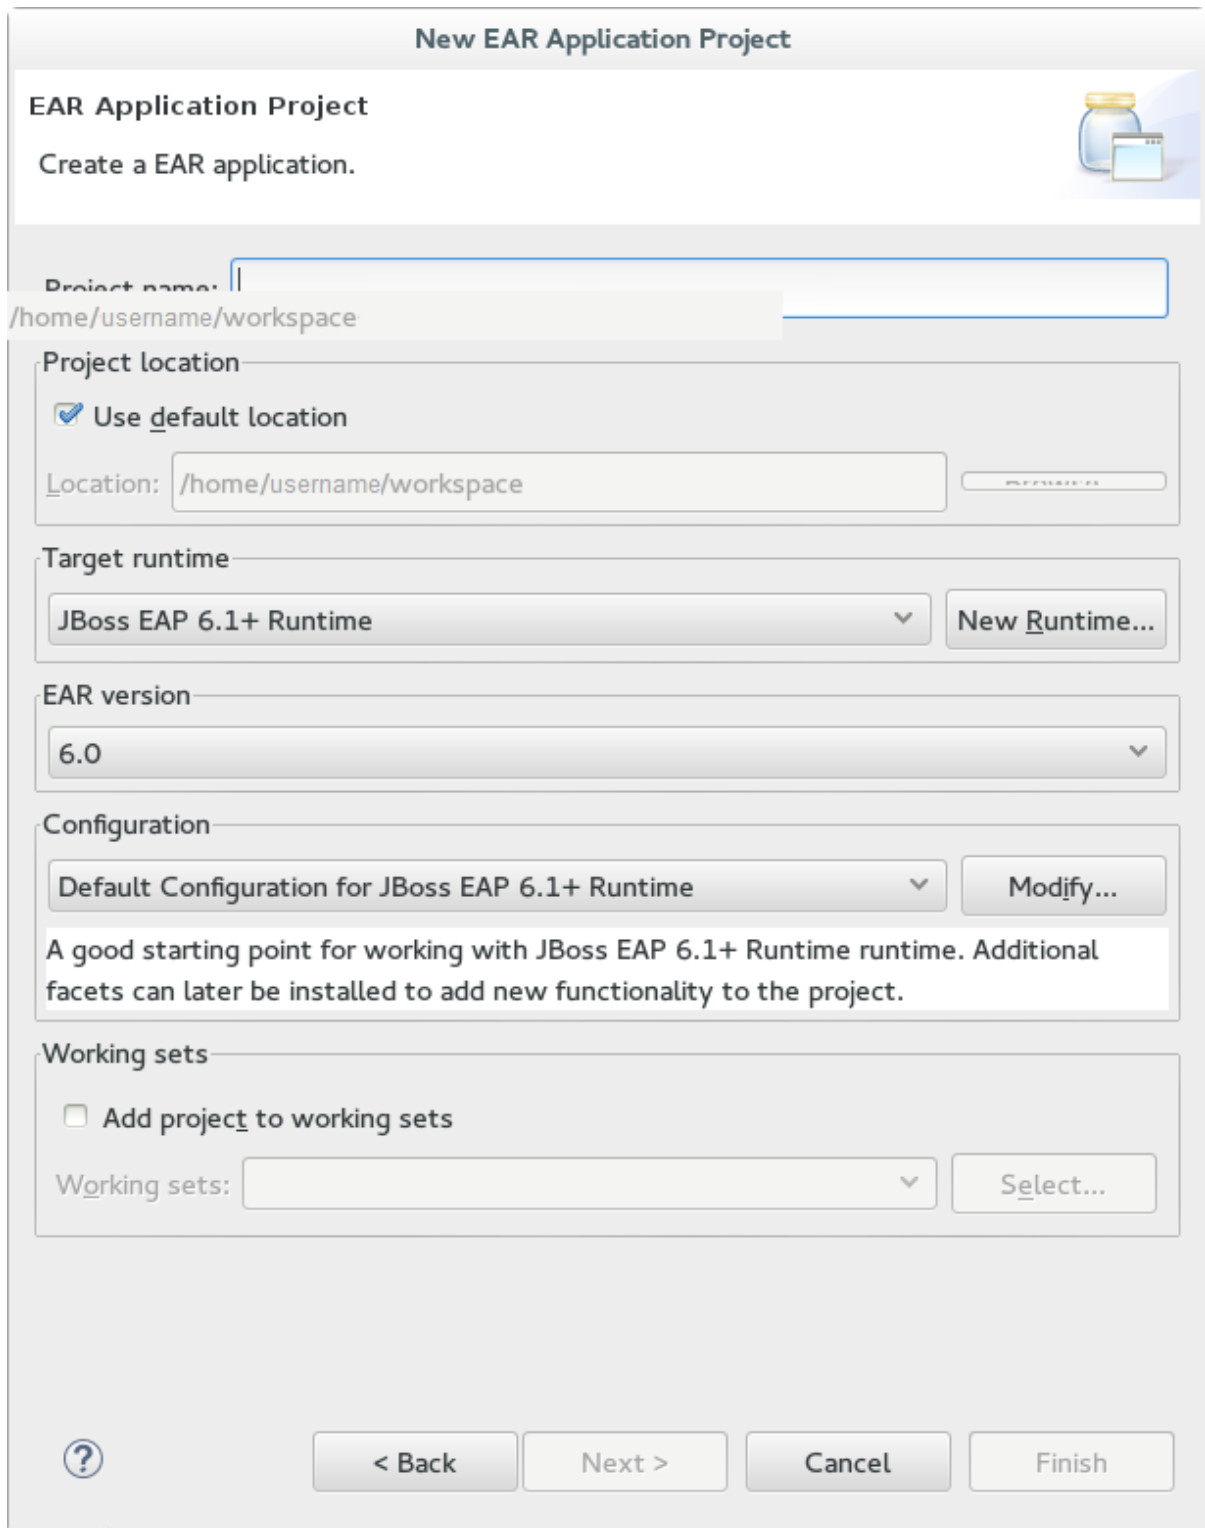 New EAR Application Project
EAR Application Project
Create a EAR application.
Project name:
/home/username/workspace
Project location
Use default location
Location: /home/username/workspace
Target runtime
JBoss EAP 6.1+ Runtime New Runtime...
EAR version
6.0
Configuration
Default Configuration for JBoss EAP 6.1+ Runtime Modify...
A good starting point for working with JBoss EAP 6.1+ Runtime runtime. Additional
facets can later be installed to add new functionality to the project.
Working sets
Add project to working sets
Working sets: Select...
? < Back Next > Cancel Finish